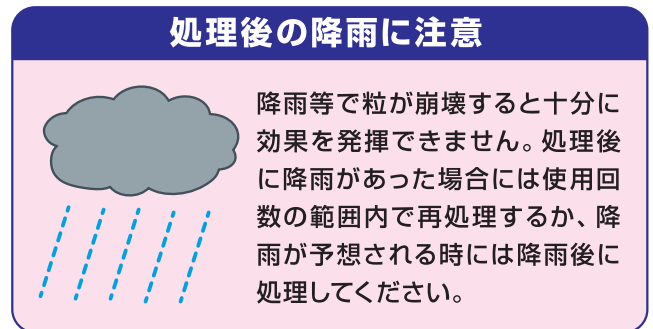 処理後の降雨に注意
降雨等で粒が崩壊すると十分に
効果を発揮できません。処理後
に降雨があった場合には使用回
数の範囲内で再処理するか、降
雨が予想される時には降雨後に
処理してください。